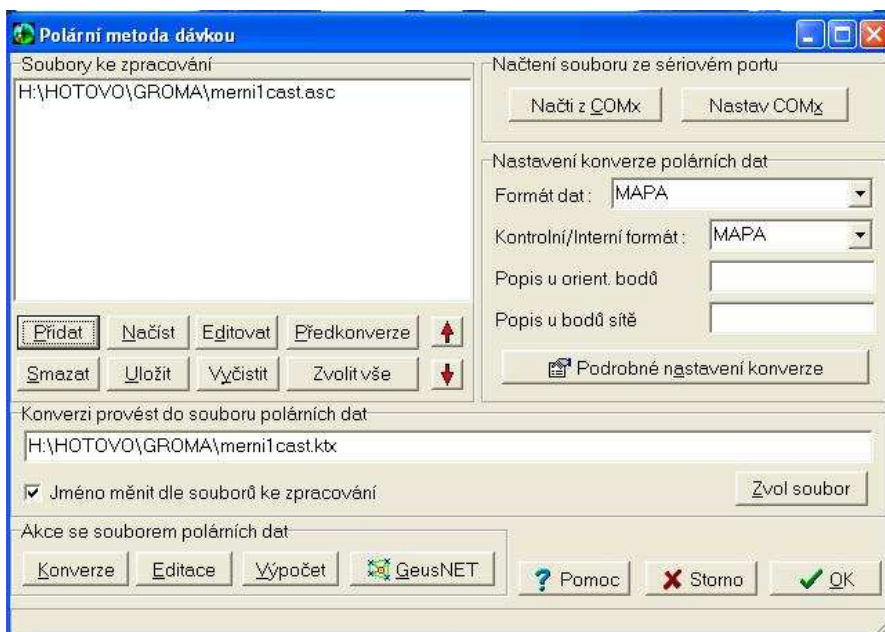 Polární metoda dávkou
Soubory ke zpracování
H:\HOTOVO\GROMA\merni1cast.asc
Přidat Načíst Editovat Předkonverze
Smazat Uložit Vyčistit Zvolit vše
Načtení souboru ze sériovém portu
Načti z COMx Nastav COMx
Nastavení konverze polárních dat
Formát dat : MAPA
Kontrolní/Interní formát : MAPA
Popis u orient. bodů
Popis u bodů sítě
Podrobné nastavení konverze
Konverzi provést do souboru polárních dat
H:\HOTOVO\GROMA\merni1cast.ktx
Jméno měnit dle souborů ke zpracování
Zvol soubor
Akce se souborem polárních dat
Konverze Editace Výpočet GeusNET
Pomoc Storno OK